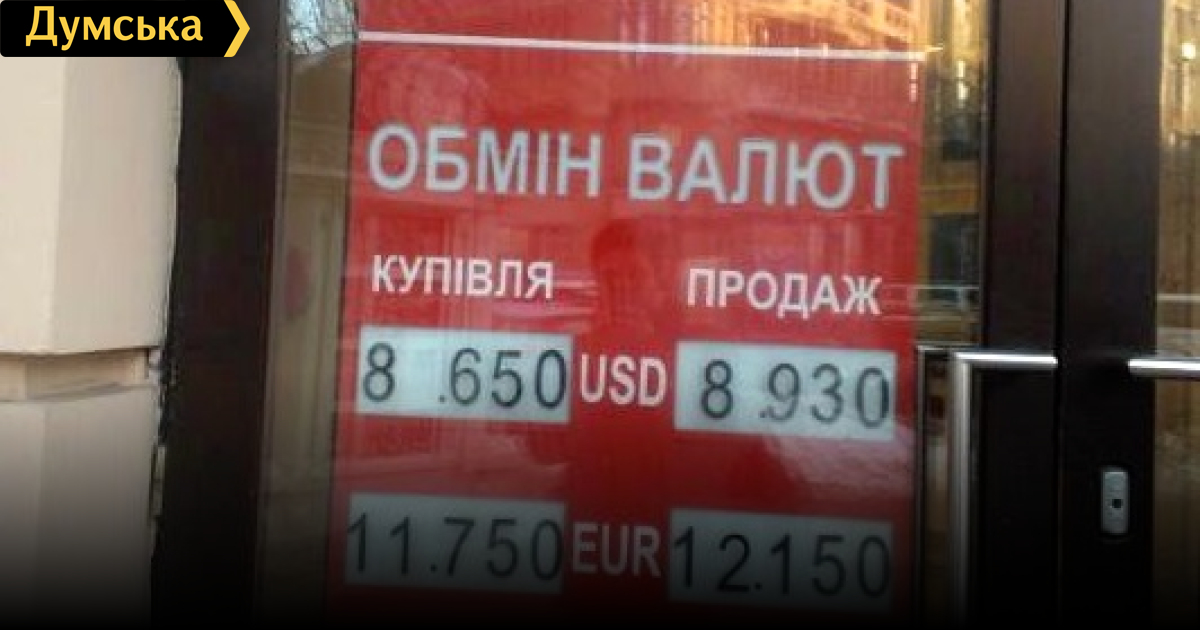 Думська
ОБМІН ВАЛЮТ
КУПІВЛЯ ПРОДАЖ
8 .650 USD 8 .930
11.750 EUR 12.150